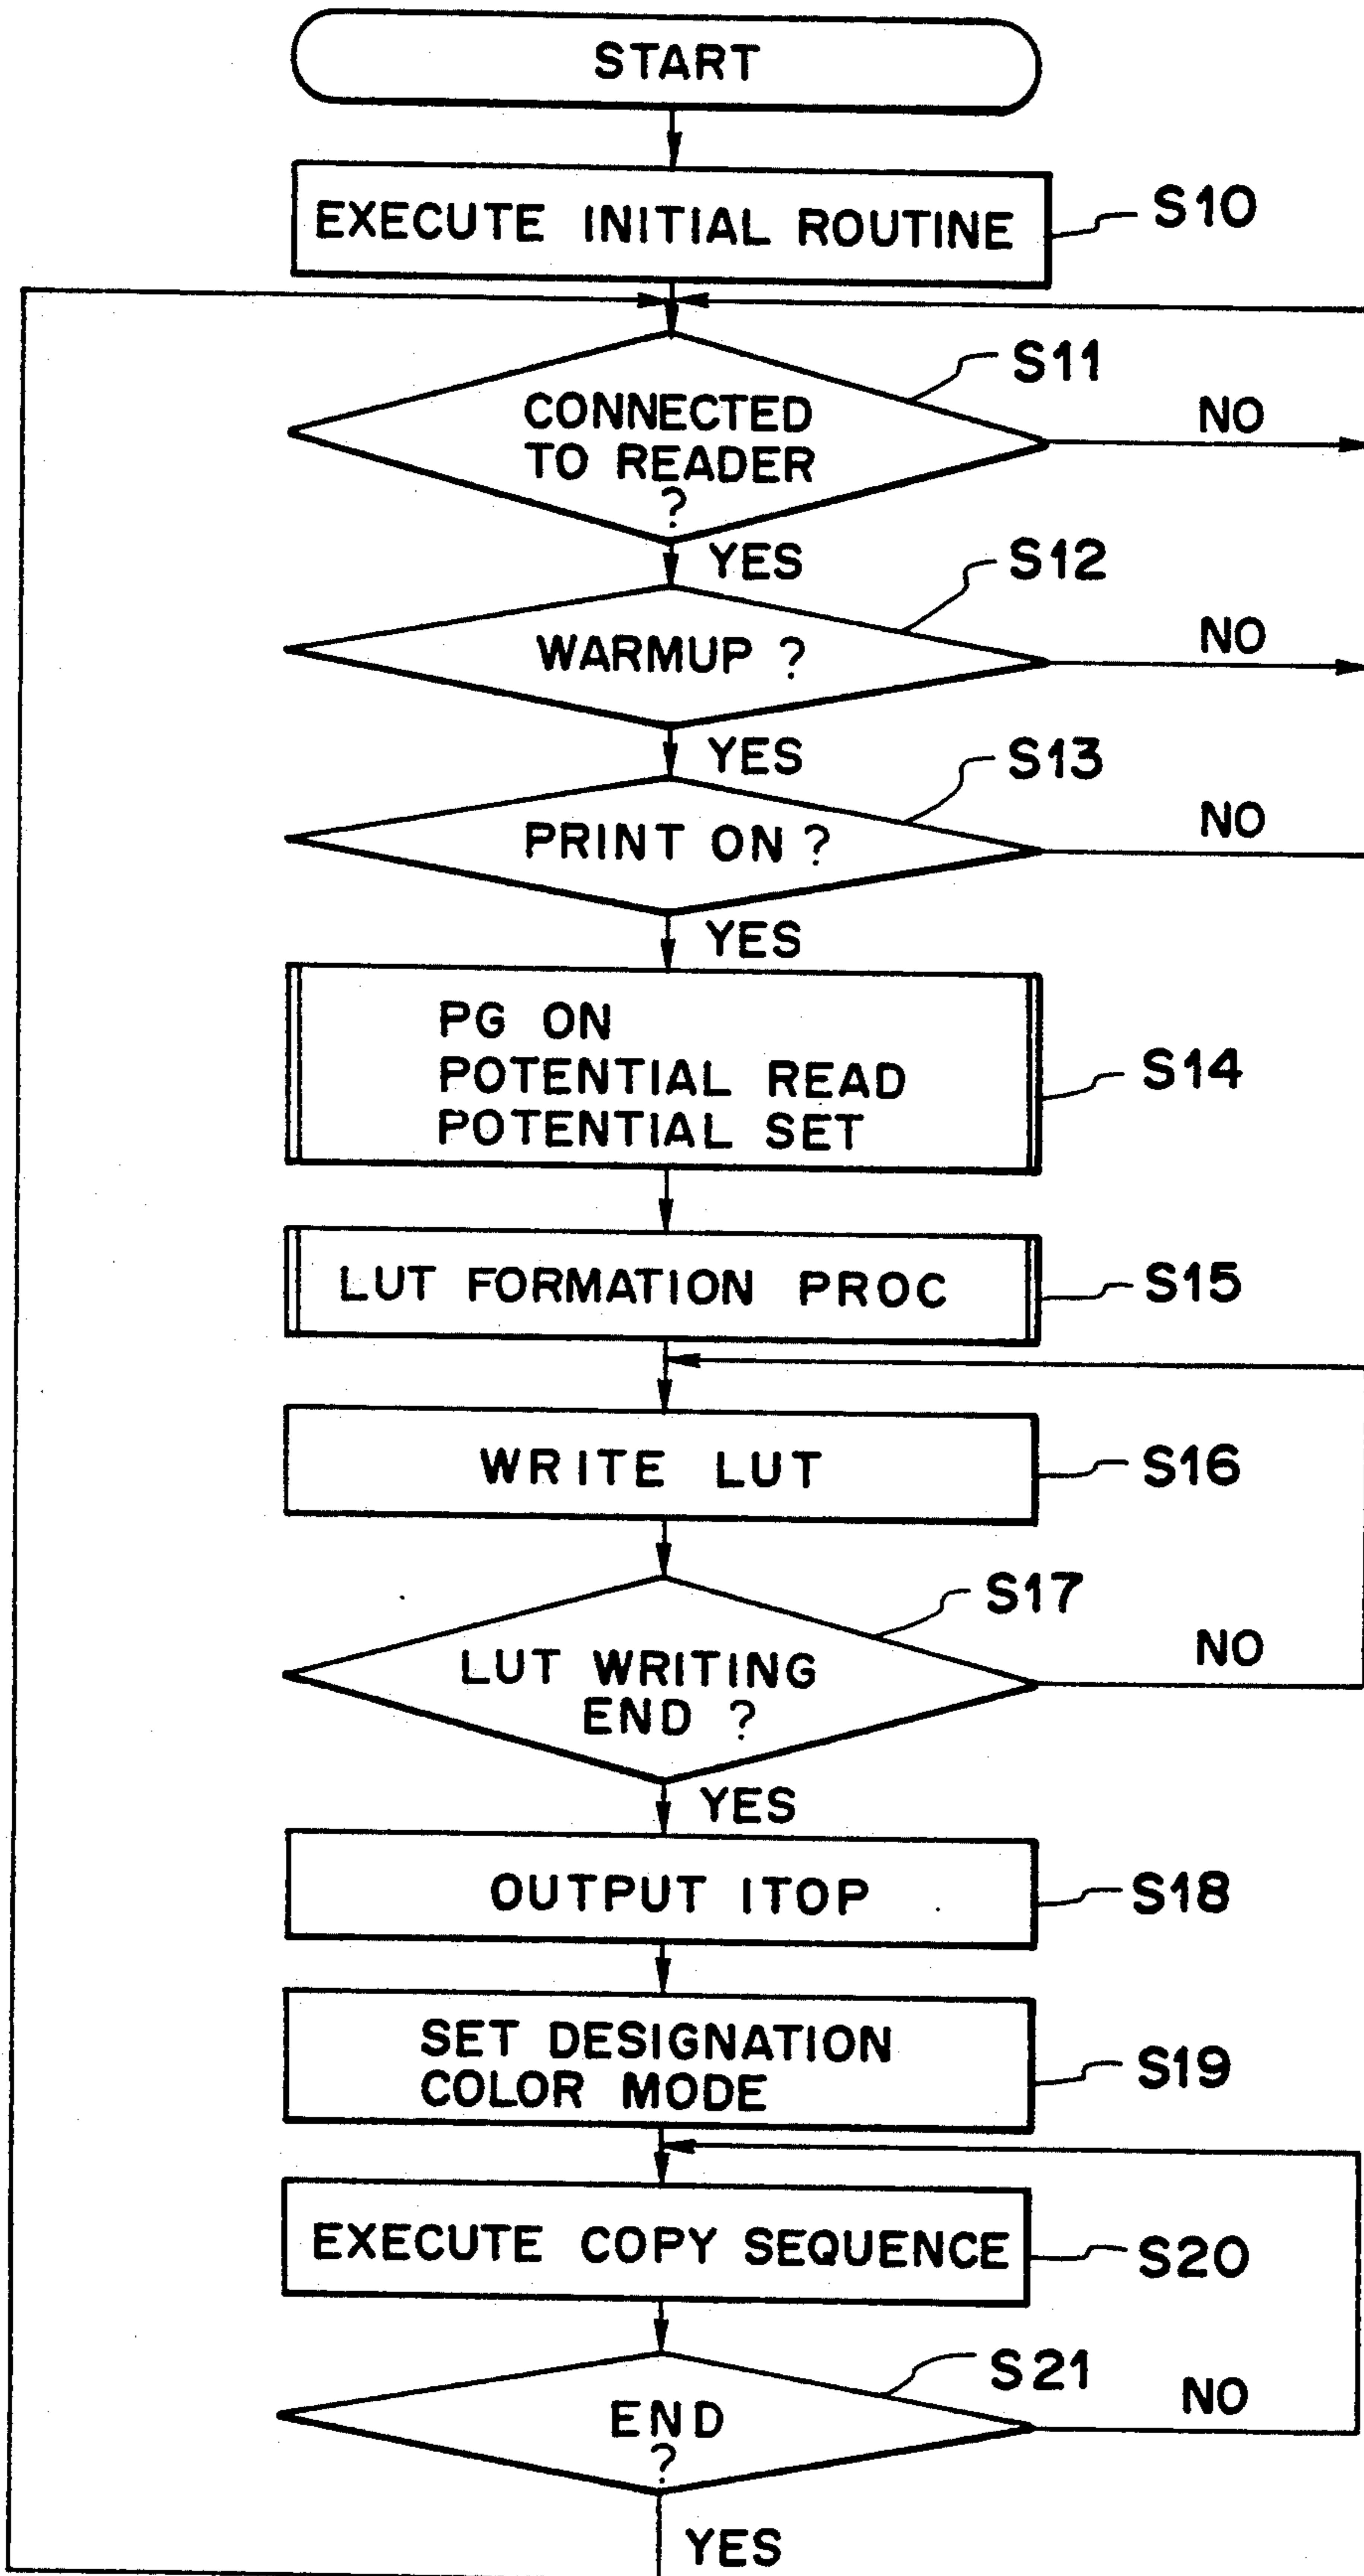 START
EXECUTE INITIAL ROUTINE
S10
S11
CONNECTED
TO READER
?
NO
YES
S12
WARMUP ?
NO
YES
S13
PRINT ON ?
NO
YES
PG ON
POTENTIAL READ
POTENTIAL SET
S14
LUT FORMATION PROC
S15
WRITE LUT
S16
S17
LUT WRITING
END ?
NO
YES
OUTPUT ITOP
S18
SET DESIGNATION
COLOR MODE
S19
EXECUTE COPY SEQUENCE
S20
S21
END
?
NO
YES